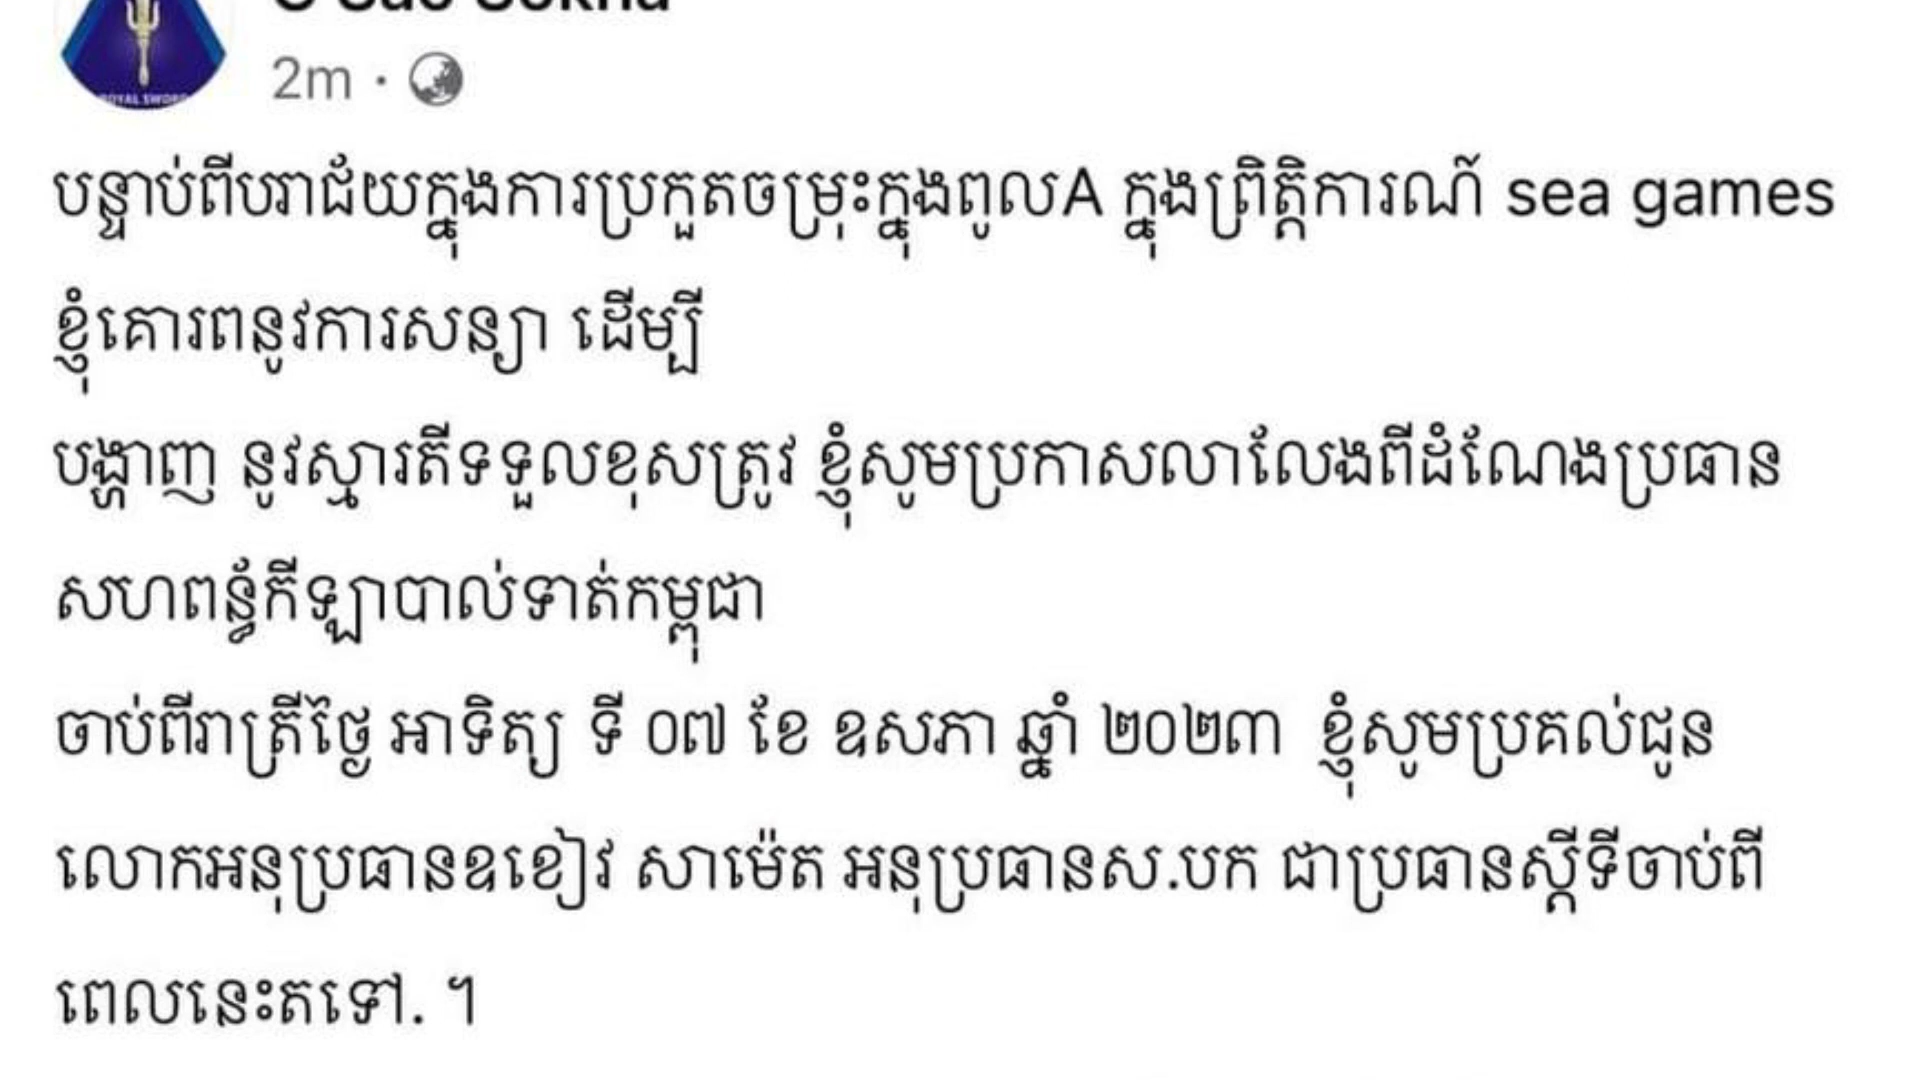 O Sao Sokha
2m ·
បន្ទាប់ពីបរាជ័យក្នុងការប្រកួតចម្រុះក្នុងពូលA ក្នុងព្រិត្តិការណ៍ sea games
ខ្ញុំគោរពនូវការសន្យា ដើម្បី
បង្ហាញ នូវស្មារតីទទួលខុសត្រូវ ខ្ញុំសូមប្រកាសលាលែងពីដំណែងប្រធាន
សហពន្ធ័កីឡាបាល់ទាត់កម្ពុជា
ចាប់ពីរាត្រីថ្ងៃ អាទិត្យ ទី ០៧ ខែ ឧសភា ឆ្នាំ ២០២៣ ខ្ញុំសូមប្រគល់ជូន
លោកអនុប្រធានឧខៀវ សាម៉េត អនុប្រធានស.បក ជាប្រធានស្តីទីចាប់ពី
ពេលនេះតទៅ. ។